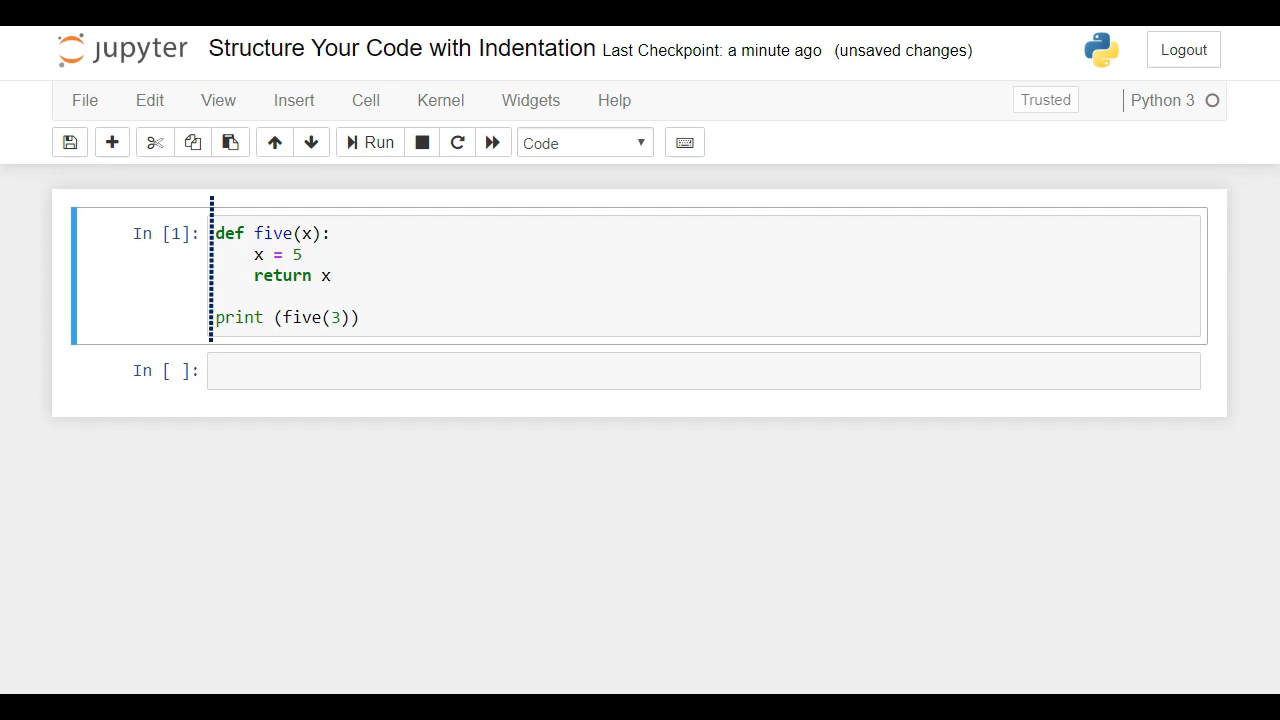 jupyter Structure Your Code with Indentation Last Checkpoint: a minute ago (unsaved changes) Logout
File Edit View Insert Cell Kernel Widgets Help Trusted Python 3
Run Code
In [1]: def five(x):
    x = 5
    return x
print (five(3))
In [ ]: